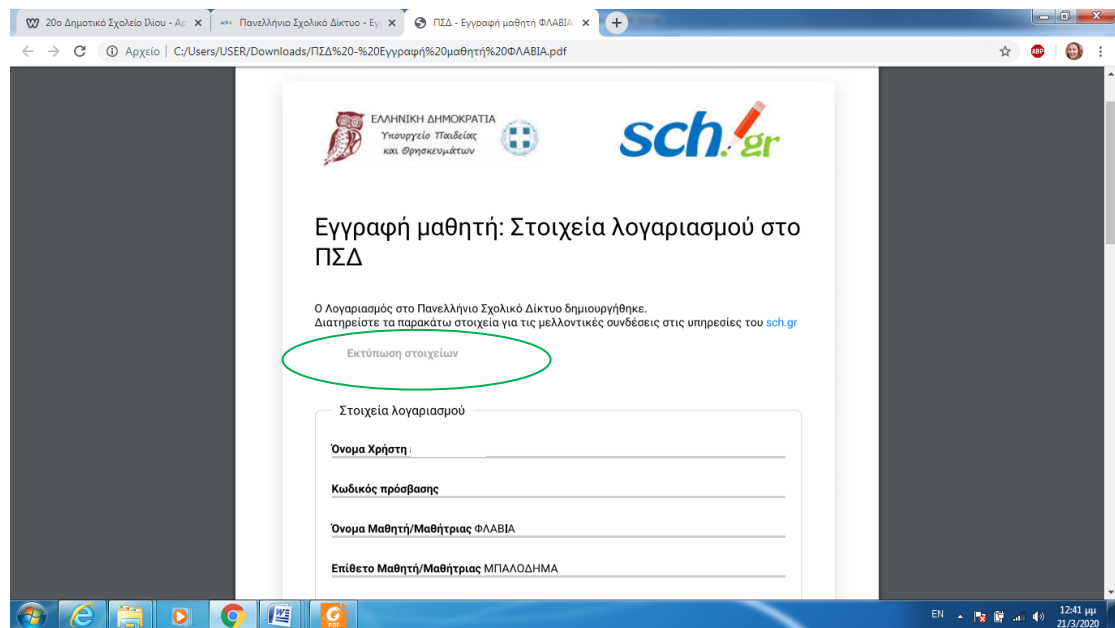 20ο Δημοτικό Σχολείο Ιλίου - Αρ
Πανελλήνιο Σχολικό Δίκτυο - Εγ
ΠΣΔ - Εγγραφή μαθητή ΦΛΑΒΙΑ
Αρχείο | C:/Users/USER/Downloads/ΠΣΔ%20-%20Εγγραφή%20μαθητή%20ΦΛΑΒΙΑ.pdf
ABP
ΕΛΛΗΝΙΚΗ ΔΗΜΟΚΡΑΤΙΑ
Υπουργείο Παιδείας
και Θρησκευμάτων
sch.gr
Εγγραφή μαθητή: Στοιχεία λογαριασμού στο
ΠΣΔ
Ο Λογαριασμός στο Πανελλήνιο Σχολικό Δίκτυο δημιουργήθηκε.
Διατηρείστε τα παρακάτω στοιχεία για τις μελλοντικές συνδέσεις στις υπηρεσίες του sch.gr
Εκτύπωση στοιχείων
Στοιχεία λογαριασμού
Όνομα Χρήστη
Κωδικός πρόσβασης
Όνομα Μαθητή/Μαθήτριας ΦΛΑΒΙΑ
Επίθετο Μαθητή/Μαθήτριας ΜΠΑΛΟΔΗΜΑ
PDF
EN
12:41 μμ
21/3/2020